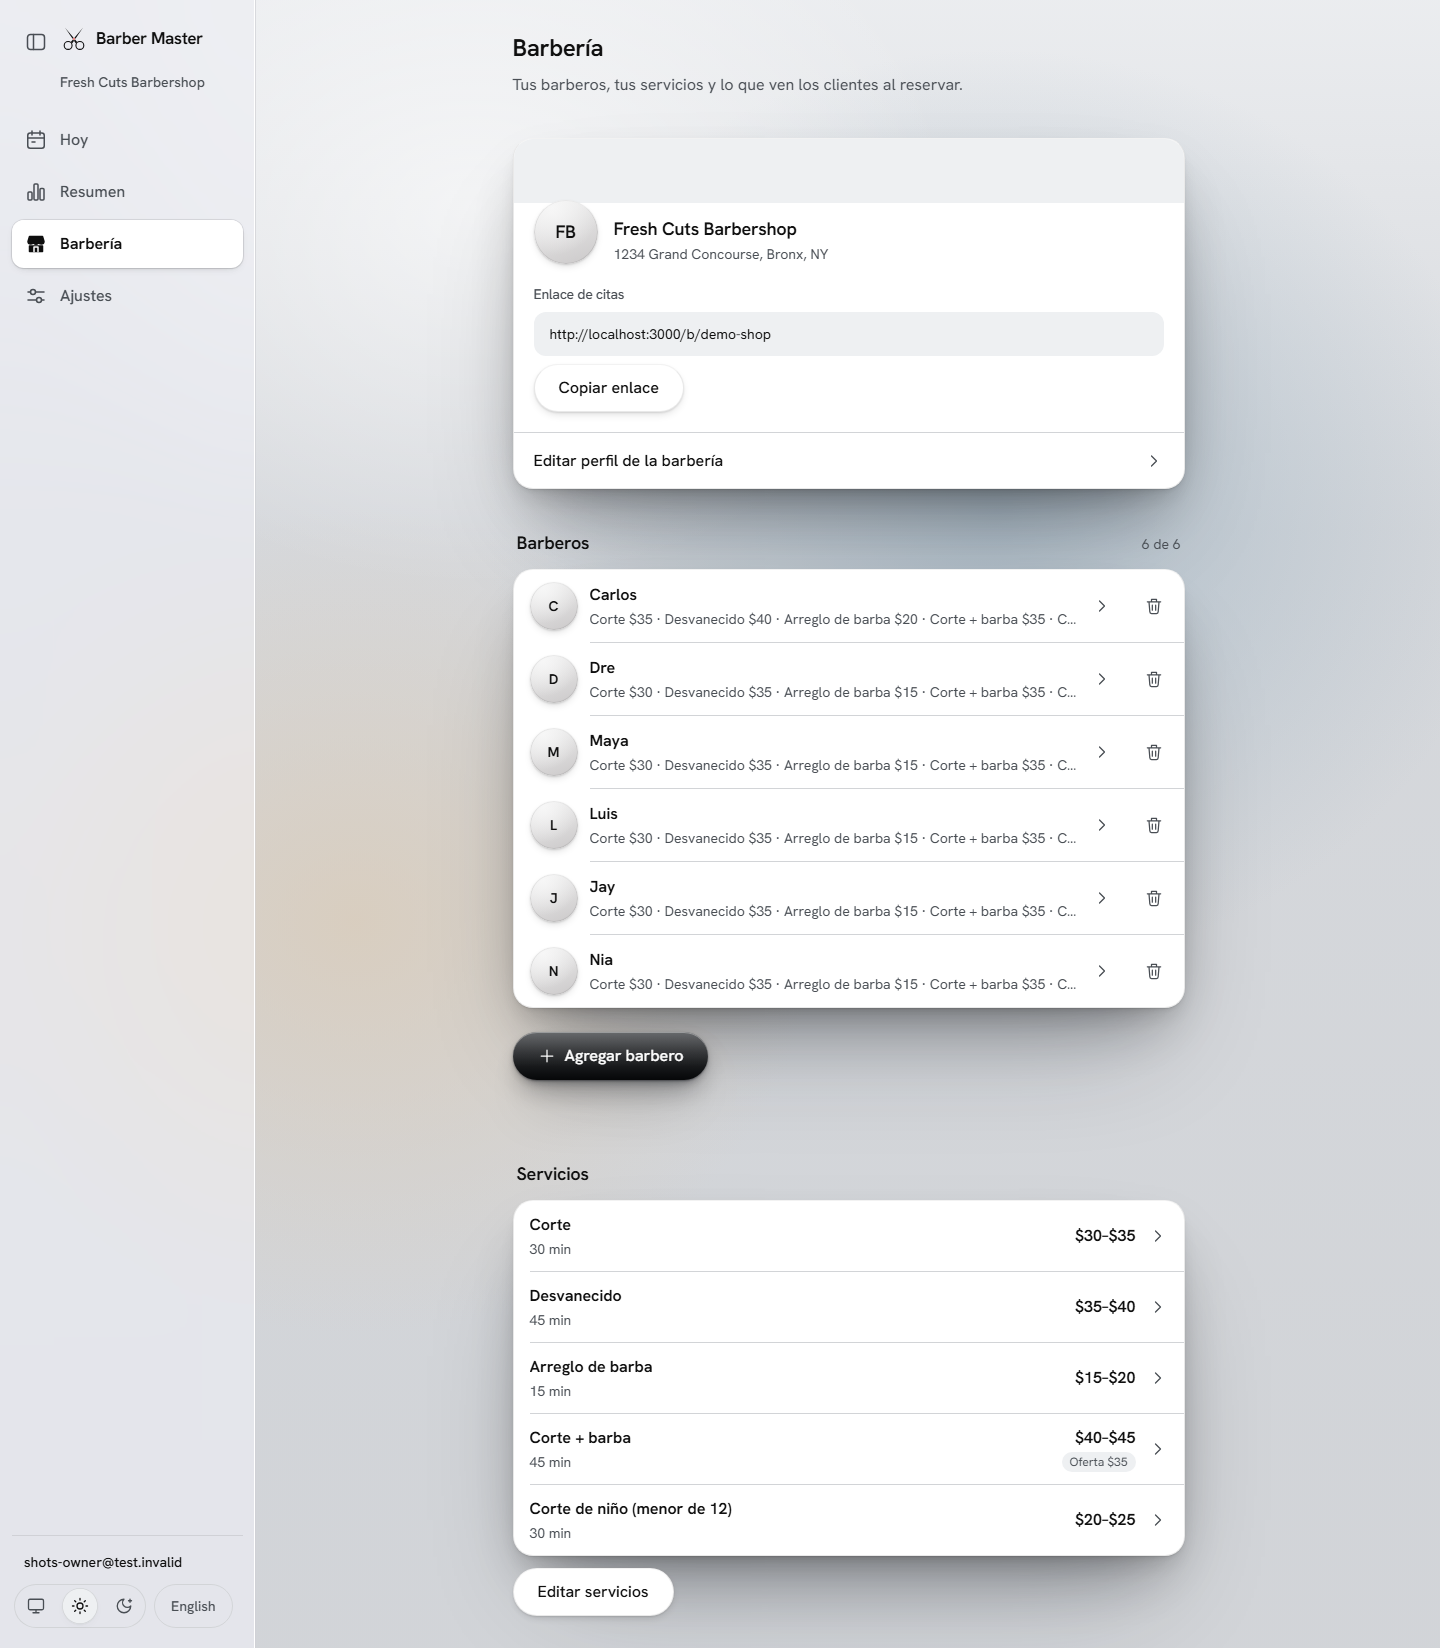 Barber Master
Fresh Cuts Barbershop
Hoy
Resumen
Barbería
Ajustes
shots-owner@test.invalid
English
Barbería
Tus barberos, tus servicios y lo que ven los clientes al reservar.
FB
Fresh Cuts Barbershop
1234 Grand Concourse, Bronx, NY
Enlace de citas
http://localhost:3000/b/demo-shop
Copiar enlace
Editar perfil de la barbería
Barberos
6 de 6
C
Carlos
Corte $35 · Desvanecido $40 · Arreglo de barba $20 · Corte + barba $35 · C...
D
Dre
Corte $30 · Desvanecido $35 · Arreglo de barba $15 · Corte + barba $35 · C...
M
Maya
Corte $30 · Desvanecido $35 · Arreglo de barba $15 · Corte + barba $35 · C...
L
Luis
Corte $30 · Desvanecido $35 · Arreglo de barba $15 · Corte + barba $35 · C...
J
Jay
Corte $30 · Desvanecido $35 · Arreglo de barba $15 · Corte + barba $35 · C...
N
Nia
Corte $30 · Desvanecido $35 · Arreglo de barba $15 · Corte + barba $35 · C...
Agregar barbero
Servicios
Corte
30 min
$30–$35
Desvanecido
45 min
$35–$40
Arreglo de barba
15 min
$15–$20
Corte + barba
45 min
$40–$45
Oferta $35
Corte de niño (menor de 12)
30 min
$20–$25
Editar servicios